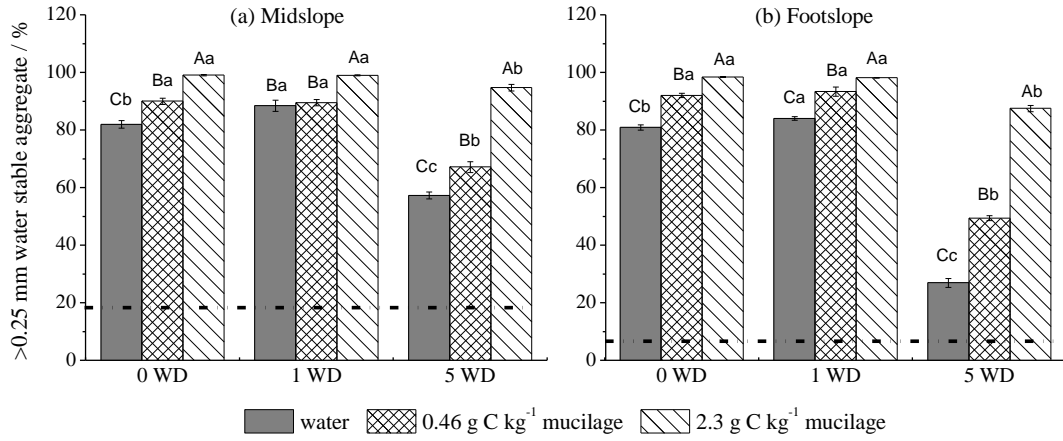 (a) Midslope
(b) Footslope
>0.25 mm water stable aggregate / %
120
100
80
60
40
20
0
Cb
Ba
Aa
Ba
Ba
Aa
Cc
Bb
Ab
0 WD
1 WD
5 WD
120
100
80
60
40
20
0
Cb
Ba
Aa
Ca
Ba
Aa
Cc
Bb
Ab
0 WD
1 WD
5 WD
water
0.46 g C kg⁻¹ mucilage
2.3 g C kg⁻¹ mucilage